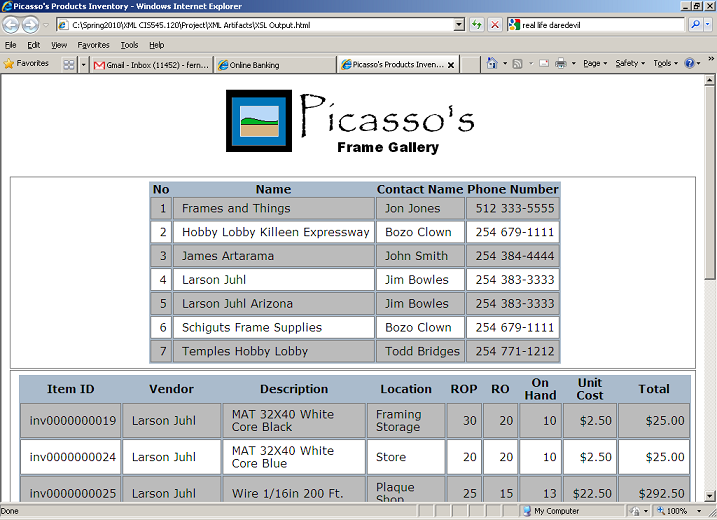 Picasso's Products Inventory - Windows Internet Explorer
C:\Spring2010\XML CIS545.120\Project\XML Artifacts\XSL Output.html
real life daredevil
File Edit View Favorites Tools Help
Favorites
Gmail - Inbox (11452) - fern...
Online Banking
Picasso's Products Inven...
Page Safety Tools
Picasso's
Frame Gallery
No Name Contact Name Phone Number
1 Frames and Things Jon Jones 512 333-5555
2 Hobby Lobby Killeen Expressway Bozo Clown 254 679-1111
3 James Artarama John Smith 254 384-4444
4 Larson Juhl Jim Bowles 254 383-3333
5 Larson Juhl Arizona Jim Bowles 254 383-3333
6 Schiguts Frame Supplies Bozo Clown 254 679-1111
7 Temples Hobby Lobby Todd Bridges 254 771-1212
Item ID Vendor Description Location ROP RO On Hand Unit Cost Total
inv0000000019 Larson Juhl MAT 32X40 White Core Black Framing Storage 30 20 10 $2.50 $25.00
inv0000000024 Larson Juhl MAT 32X40 White Core Blue Store 20 20 10 $2.50 $25.00
inv0000000025 Larson Juhl Wire 1/16in 200 Ft. Plaque Shop 25 15 13 $22.50 $292.50
Done
My Computer
100%